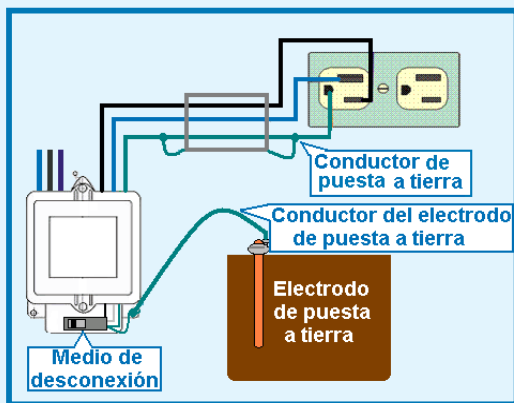 Conductor de
puesta a tierra
Conductor del electrodo
de puesta a tierra
Electrodo
de puesta
a tierra
Medio de
desconexión